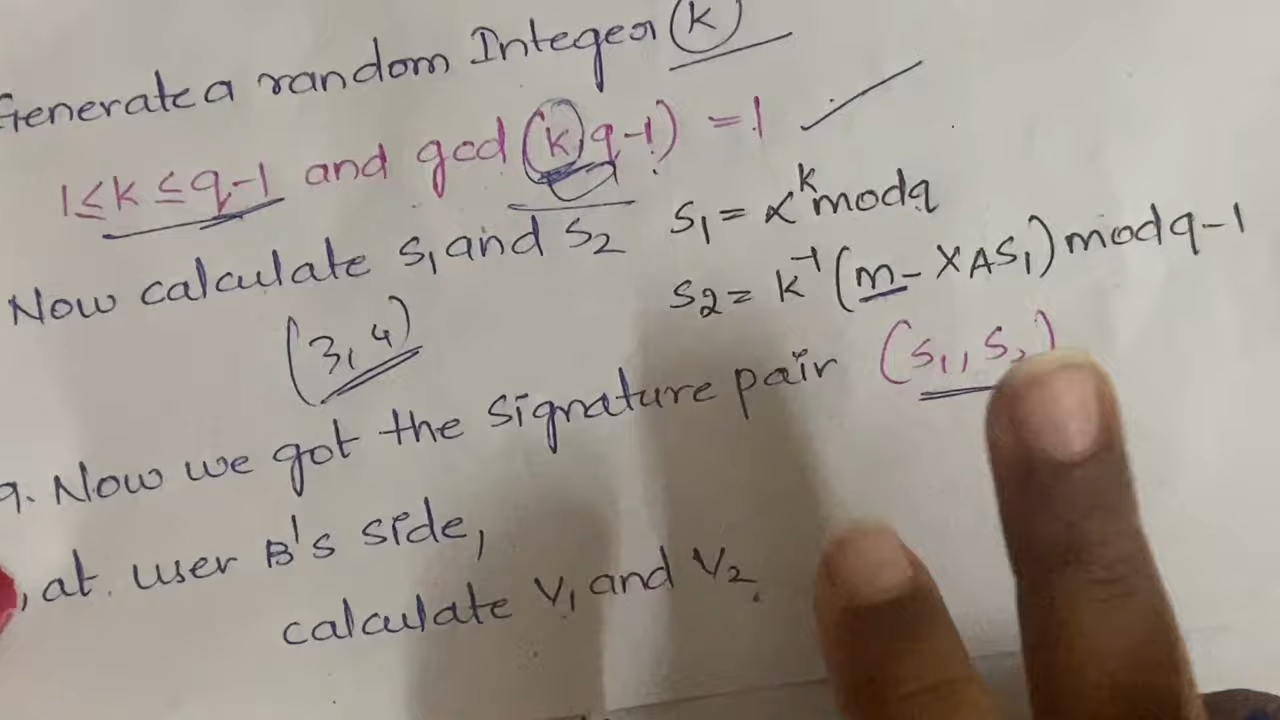 Generate a random Integer (k)
1≤k≤q-1 and gcd (k, q-1) = 1
Now calculate s₁ and s₂ s₁ = α^k mod q
s₂ = k⁻¹ (m - XAS₁) mod q-1
(3, 4)
9. Now we got the signature pair (s₁, s₂)
, at user B's side,
calculate V₁ and V₂.